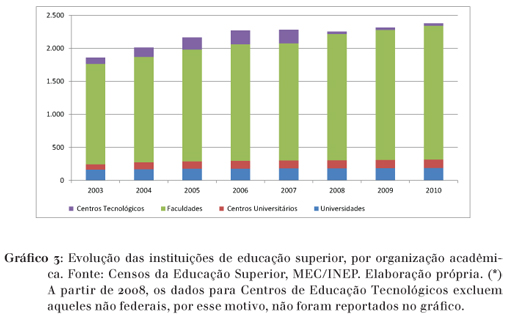 2.500
2.000
1.500
1.000
500
0
2003 2004 2005 2006 2007 2008 2009 2010
Centros Tecnológicos Faculdades Centros Universitários Universidades
Gráfico 5: Evolução das instituições de educação superior, por organização acadêmi-
ca. Fonte: Censos da Educação Superior, MEC/INEP. Elaboração própria. (*)
A partir de 2008, os dados para Centros de Educação Tecnológicos excluem
aqueles não federais, por esse motivo, não foram reportados no gráfico.